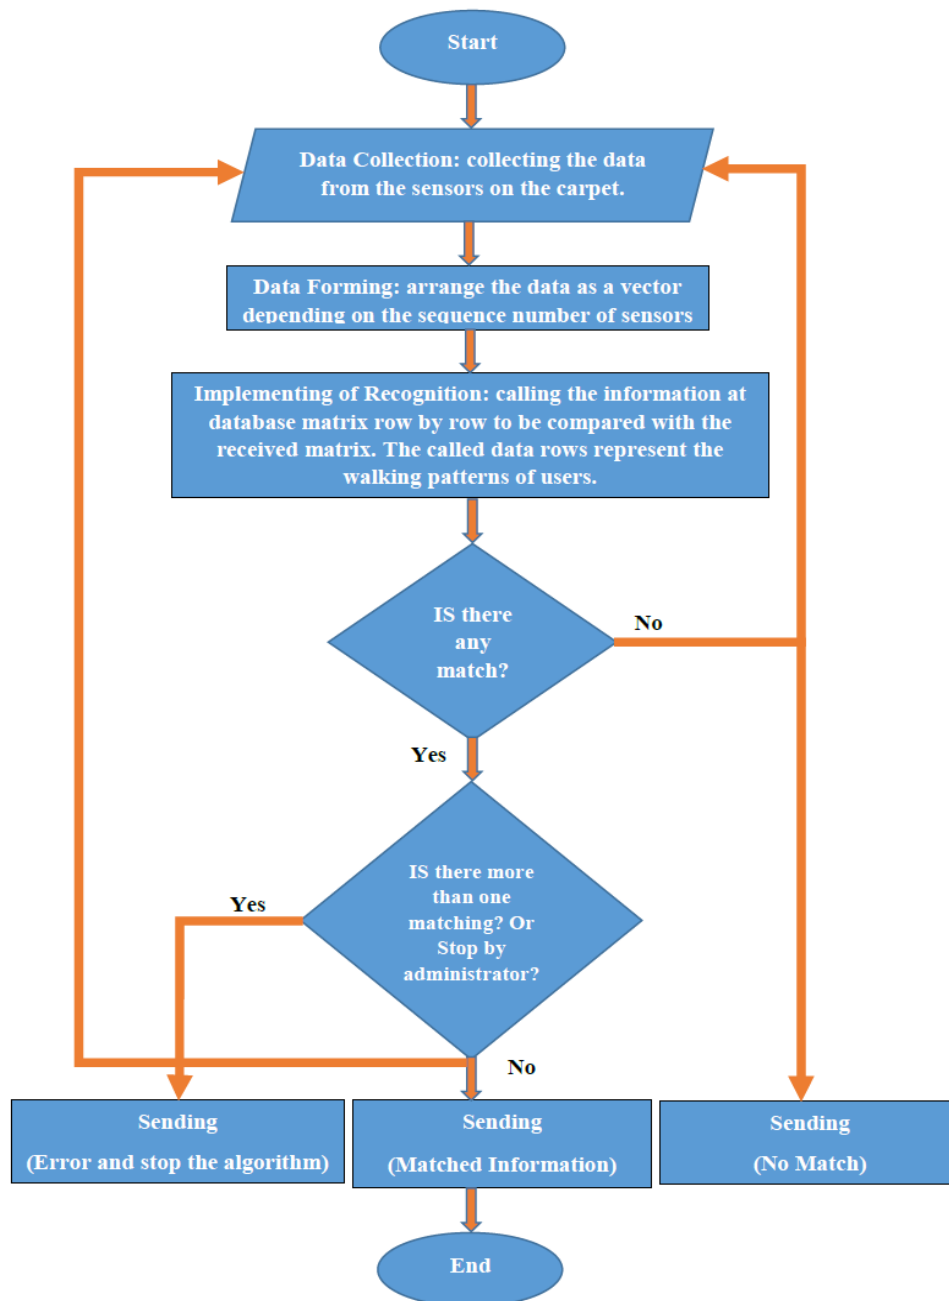 Start
Data Collection: collecting the data
from the sensors on the carpet.
Data Forming: arrange the data as a vector
depending on the sequence number of sensors
Implementing of Recognition: calling the information at
database matrix row by row to be compared with the
received matrix. The called data rows represent the
walking patterns of users.
IS there
any
match?
No
Yes
IS there more
than one
matching? Or
Stop by
administrator?
Yes
No
Sending
(Error and stop the algorithm)
Sending
(Matched Information)
Sending
(No Match)
End